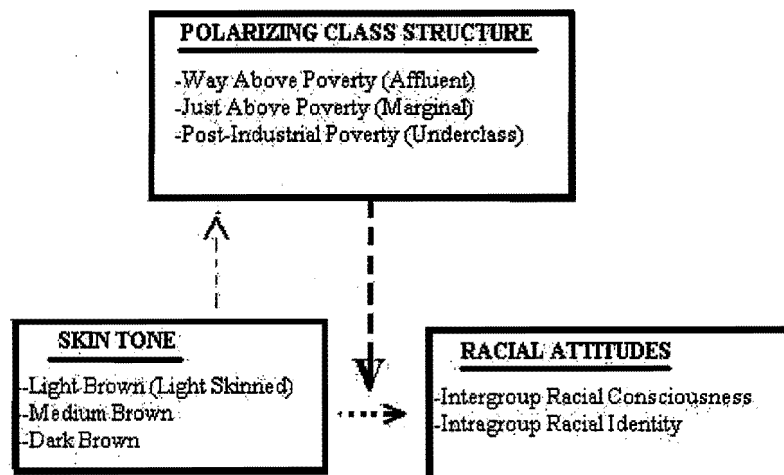 POLARIZING CLASS STRUCTURE
-Way Above Poverty (Affluent)
-Just Above Poverty (Marginal)
-Post-Industrial Poverty (Underclass)
SKIN TONE
-Light Brown (Light Skinned)
-Medium Brown
-Dark Brown
RACIAL ATTITUDES
-Intergroup Racial Consciousness
-Intragroup Racial Identity